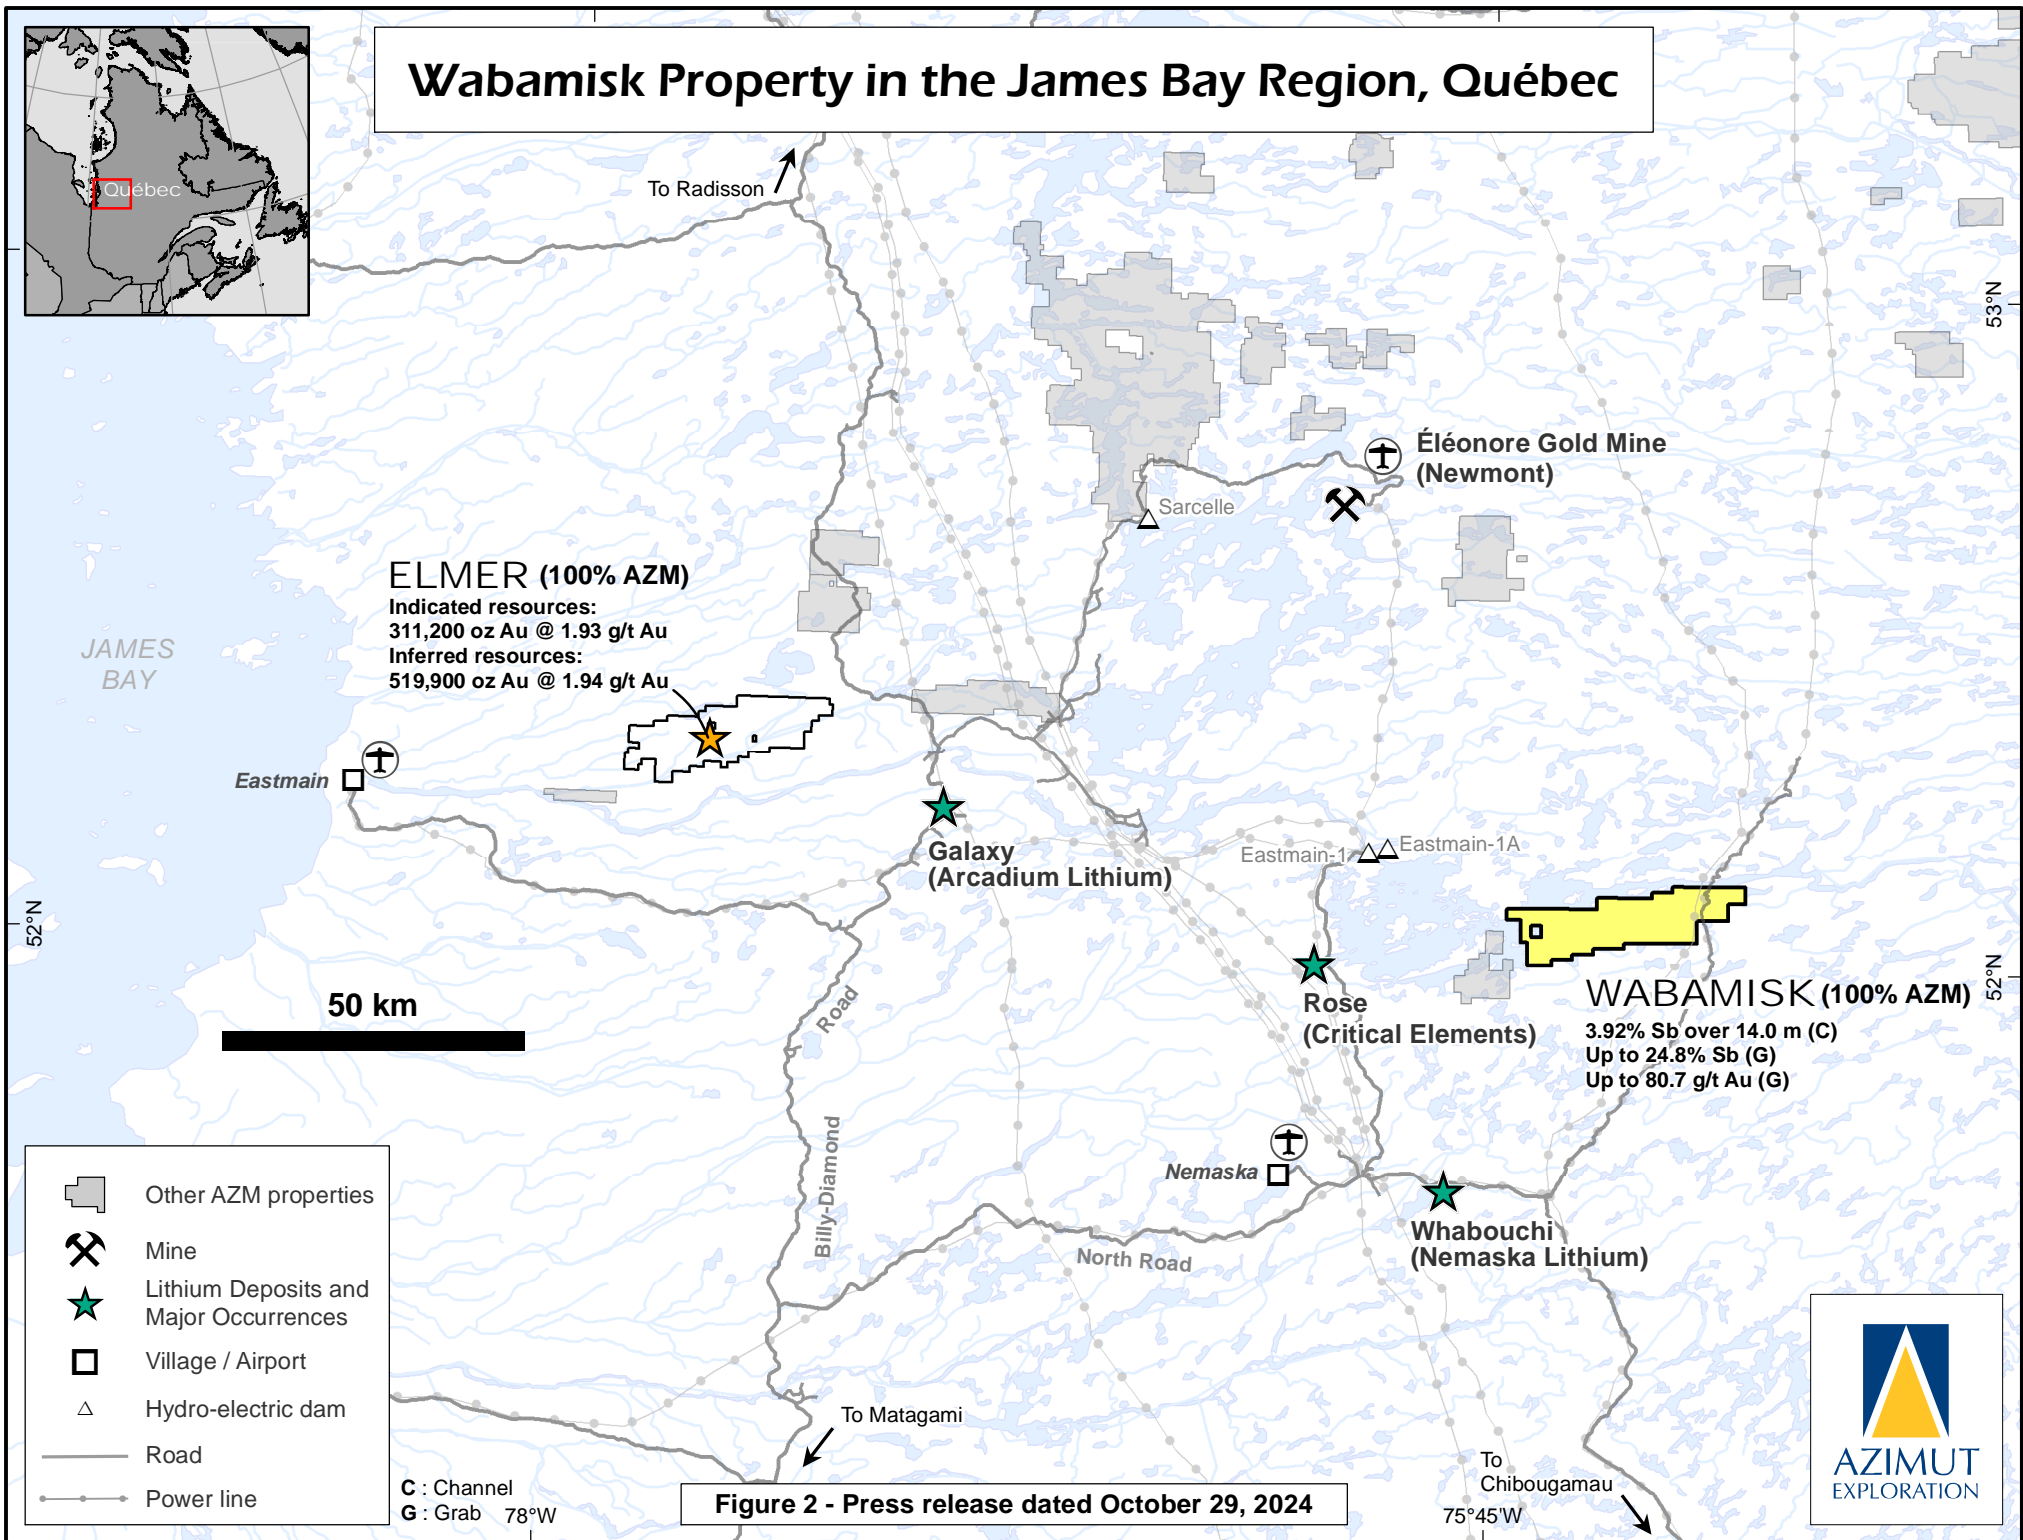 Wabamisk Property in the James Bay Region, Québec
Québec
To Radisson
53°N
Éléonore Gold Mine
(Newmont)
Sarcelle
ELMER (100% AZM)
Indicated resources:
311,200 oz Au @ 1.93 g/t Au
Inferred resources:
519,900 oz Au @ 1.94 g/t Au
JAMES
BAY
Eastmain
Galaxy
(Arcadium Lithium)
Eastmain-1
Eastmain-1A
52°N
52°N
WABAMISK (100% AZM)
3.92% Sb over 14.0 m (C)
Up to 24.8% Sb (G)
Up to 80.7 g/t Au (G)
Rose
(Critical Elements)
50 km
Road
Billy-Diamond
Nemaska
Whabouchi
(Nemaska Lithium)
North Road
Other AZM properties
Mine
Lithium Deposits and
Major Occurrences
Village / Airport
Hydro-electric dam
Road
Power line
To Matagami
To
Chibougamau
C : Channel
G : Grab
78°W
Figure 2 - Press release dated October 29, 2024
75°45'W
AZIMUT
EXPLORATION